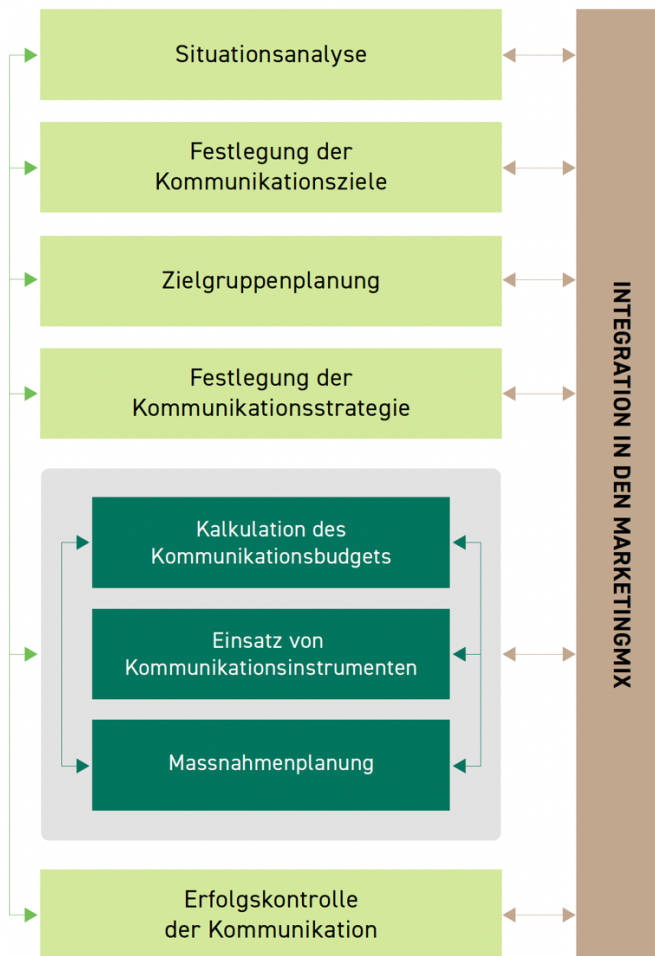 Situationsanalyse
Festlegung der
Kommunikationsziele
Zielgruppenplanung
Festlegung der
Kommunikationsstrategie
Kalkulation des
Kommunikationsbudgets
Einsatz von
Kommunikationsinstrumenten
Massnahmenplanung
Erfolgskontrolle
der Kommunikation
INTEGRATION IN DEN MARKETINGMIX